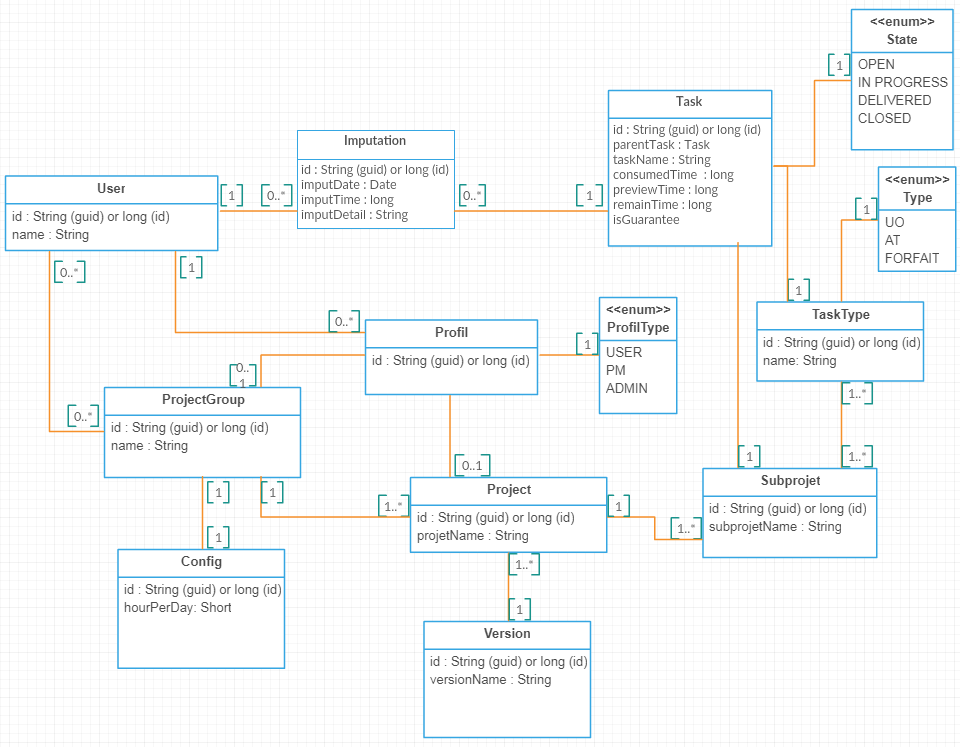 <<enum>>
State
OPEN
IN PROGRESS
DELIVERED
CLOSED
1
Task
id : String (guid) or long (id)
parentTask : Task
taskName : String
consumedTime : long
previewTime : long
remainTime : long
isGuarantee
Imputation
id : String (guid) or long (id)
imputDate : Date
imputTime : long
imputDetail : String
User
id : String (guid) or long (id)
name : String
1
0..*
0..*
1
<<enum>>
Type
UO
AT
FORFAIT
1
0..*
1
1
0..*
Profil
id : String (guid) or long (id)
<<enum>>
ProfilType
USER
PM
ADMIN
1
TaskType
id : String (guid) or long (id)
name: String
0..
1
0..*
ProjectGroup
id : String (guid) or long (id)
name : String
1..*
1..*
1
0..1
Project
id : String (guid) or long (id)
projetName : String
Subprojet
id : String (guid) or long (id)
subprojetName : String
1
1
1..*
1
1..*
1
Config
id : String (guid) or long (id)
hourPerDay: Short
1..*
1
Version
id : String (guid) or long (id)
versionName : String